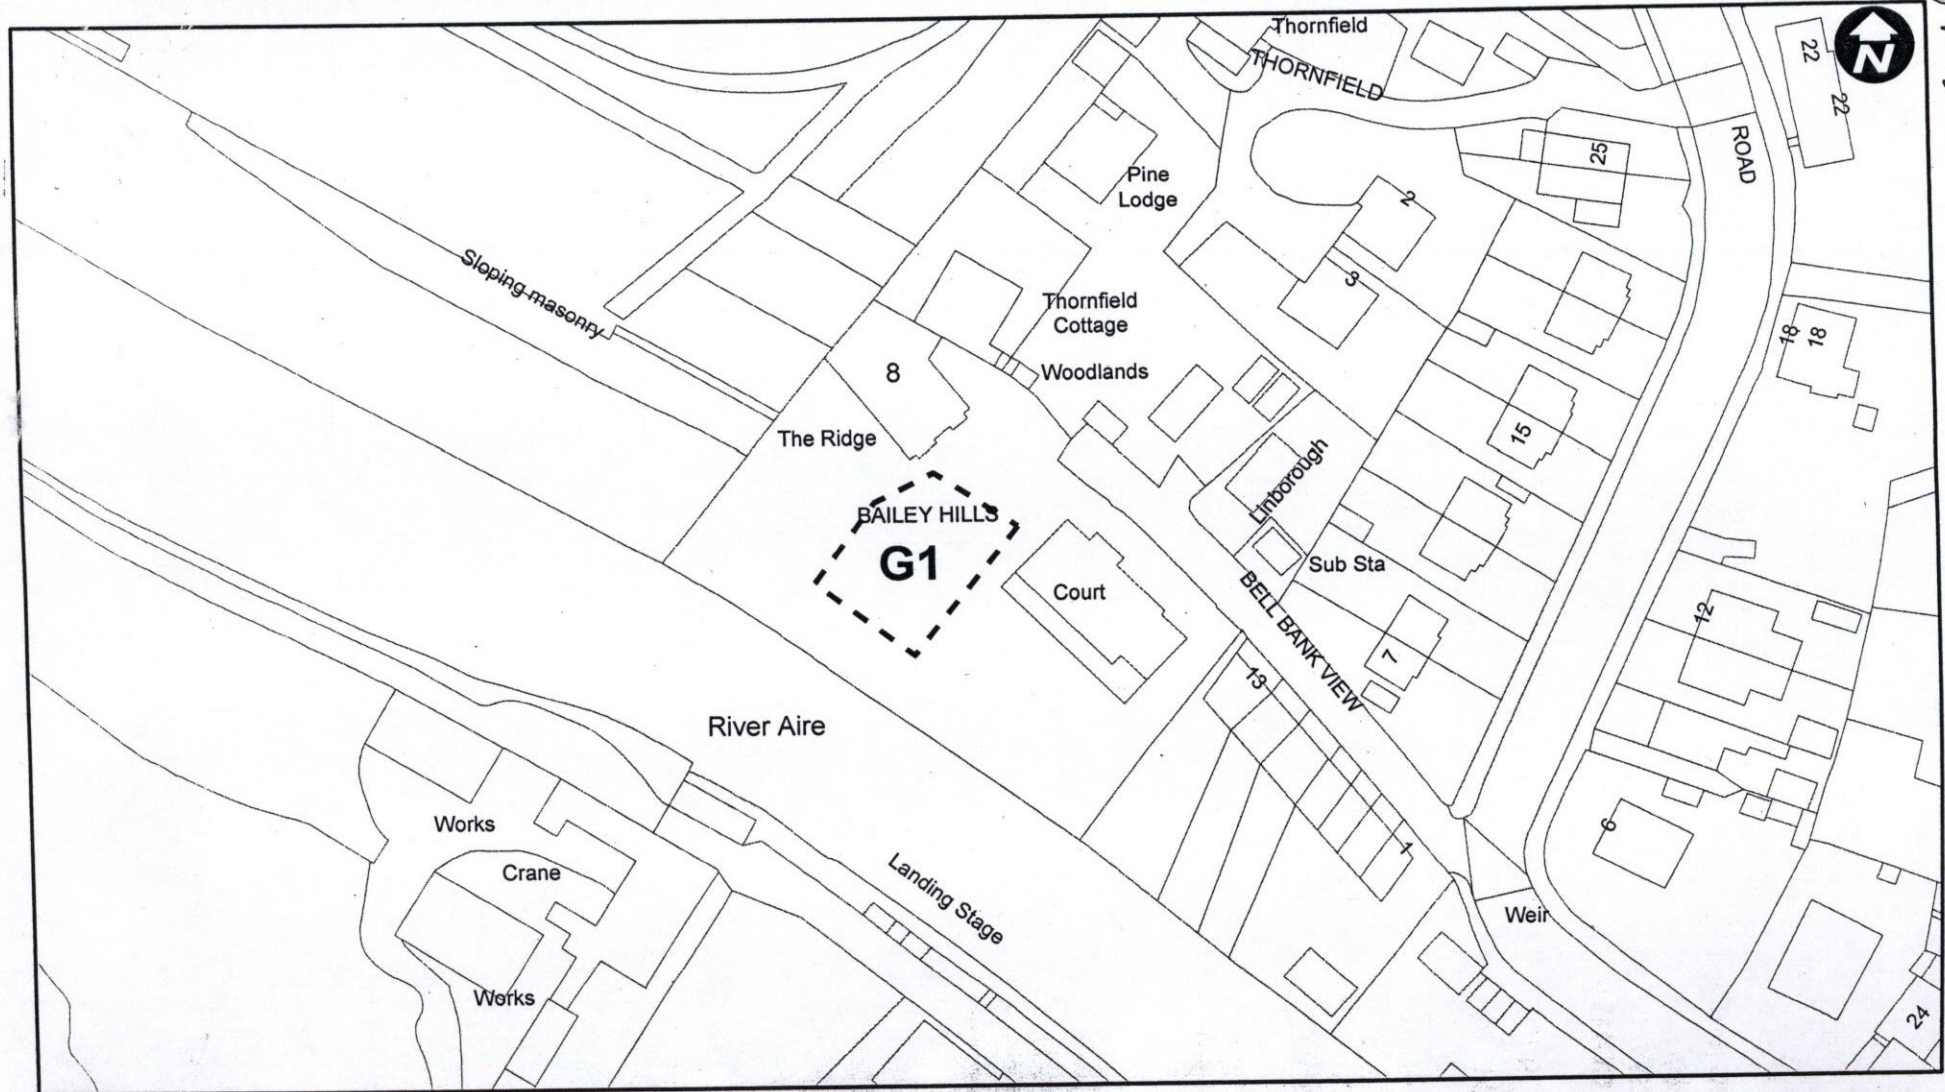 Thornfield
THORNFIELD
22
22
N
ROAD
25
Pine
Lodge
2
3
Sloping masonry
Thornfield
Cottage
18
18
Woodlands
8
The Ridge
15
Linborough
BAILEY HILLS
G1
Court
Sub Sta
BELL BANK VIEW
12
7
13
River Aire
Works
Crane
Works
Landing Stage
1
6
Weir
24